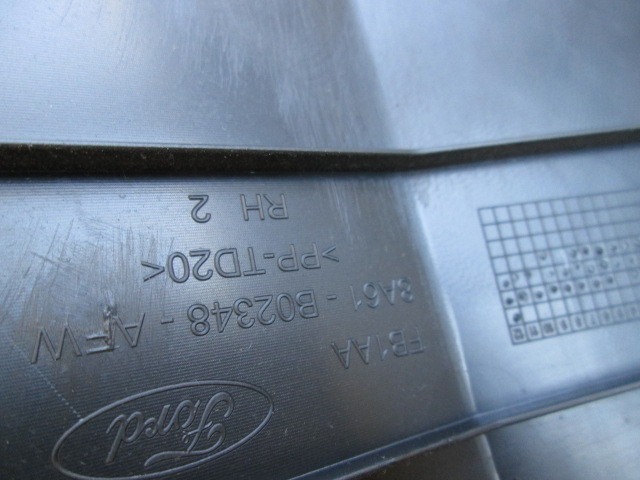 Ford
FB1AA
8A61 - B02348 - AFW
>PP-TD20<
RH 2